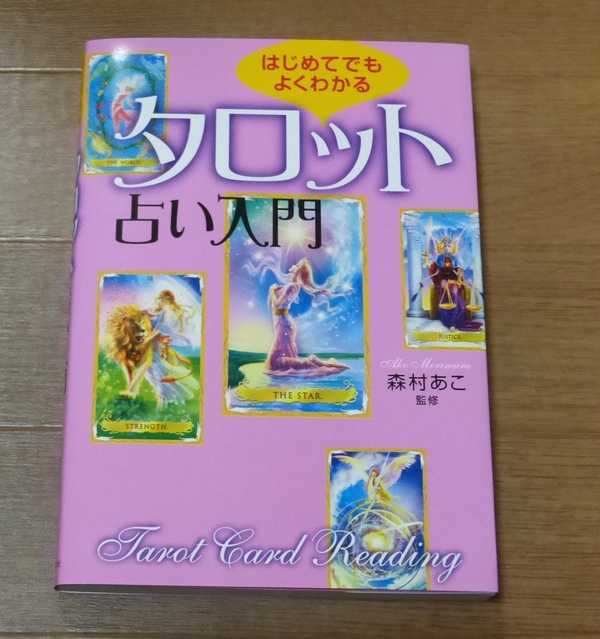 はじめてでも
よくわかる
タロット
占い入門
THE WORLD.
JUSTICE.
THE STAR.
STRENGTH.
Ako Morimura
森村あこ
監修
Tarot Card Reading